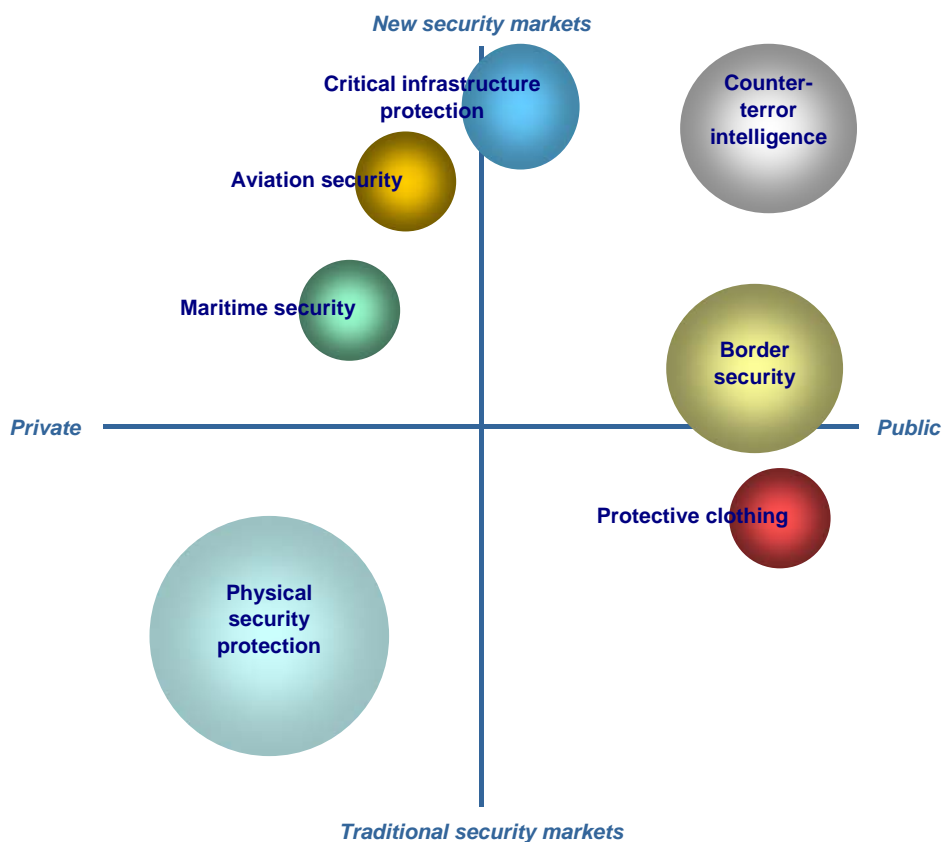 New security markets
Critical infrastructure
protection
Counter-
terror
intelligence
Aviation security
Maritime security
Border
security
Private
Public
Protective clothing
Physical
security
protection
Traditional security markets